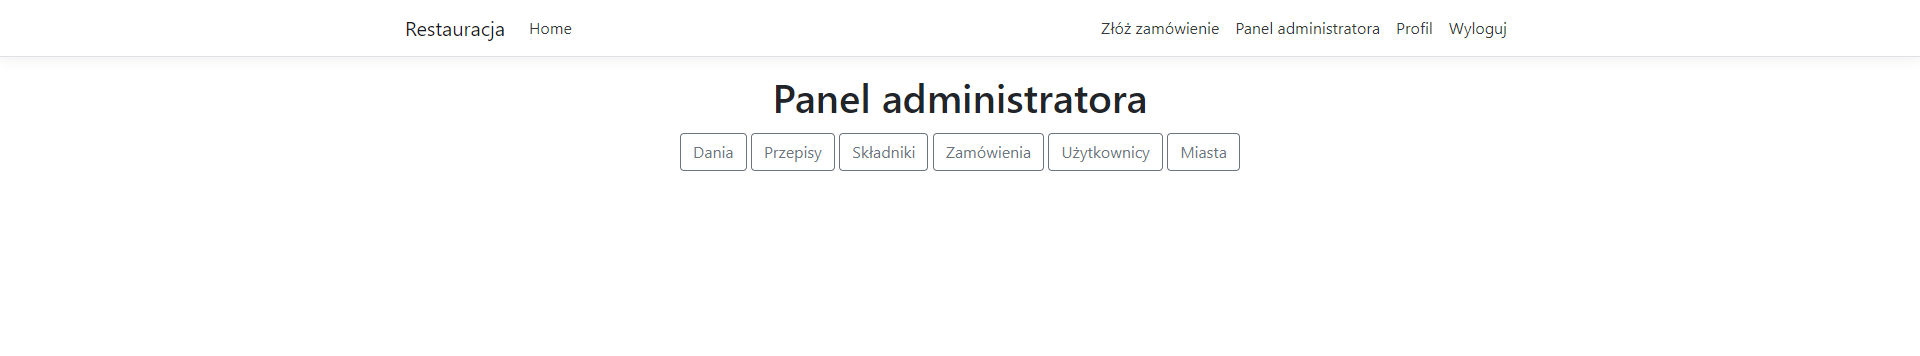 Restauracja Home Złóż zamówienie Panel administratora Profil Wyloguj
Panel administratora
Dania Przepisy Składniki Zamówienia Użytkownicy Miasta